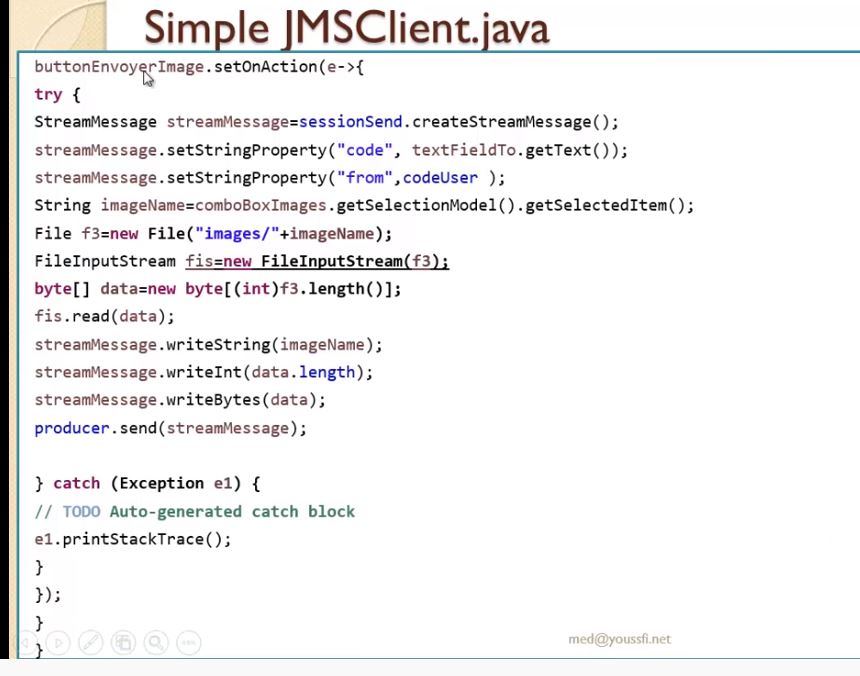 Simple JMSClient.java
buttonEnvoyerImage.setOnAction(e->{
try {
StreamMessage streamMessage=sessionSend.createStreamMessage();
streamMessage.setStringProperty("code", textFieldTo.getText());
streamMessage.setStringProperty("from",codeUser );
String imageName=comboBoxImages.getSelectionModel().getSelectedItem();
File f3=new File("images/"+imageName);
FileInputStream fis=new FileInputStream(f3);
byte[] data=new byte[(int)f3.length()];
fis.read(data);
streamMessage.writeString(imageName);
streamMessage.writeInt(data.length);
streamMessage.writeBytes(data);
producer.send(streamMessage);
} catch (Exception e1) {
// TODO Auto-generated catch block
e1.printStackTrace();
}
});
}
}
med@youssfi.net